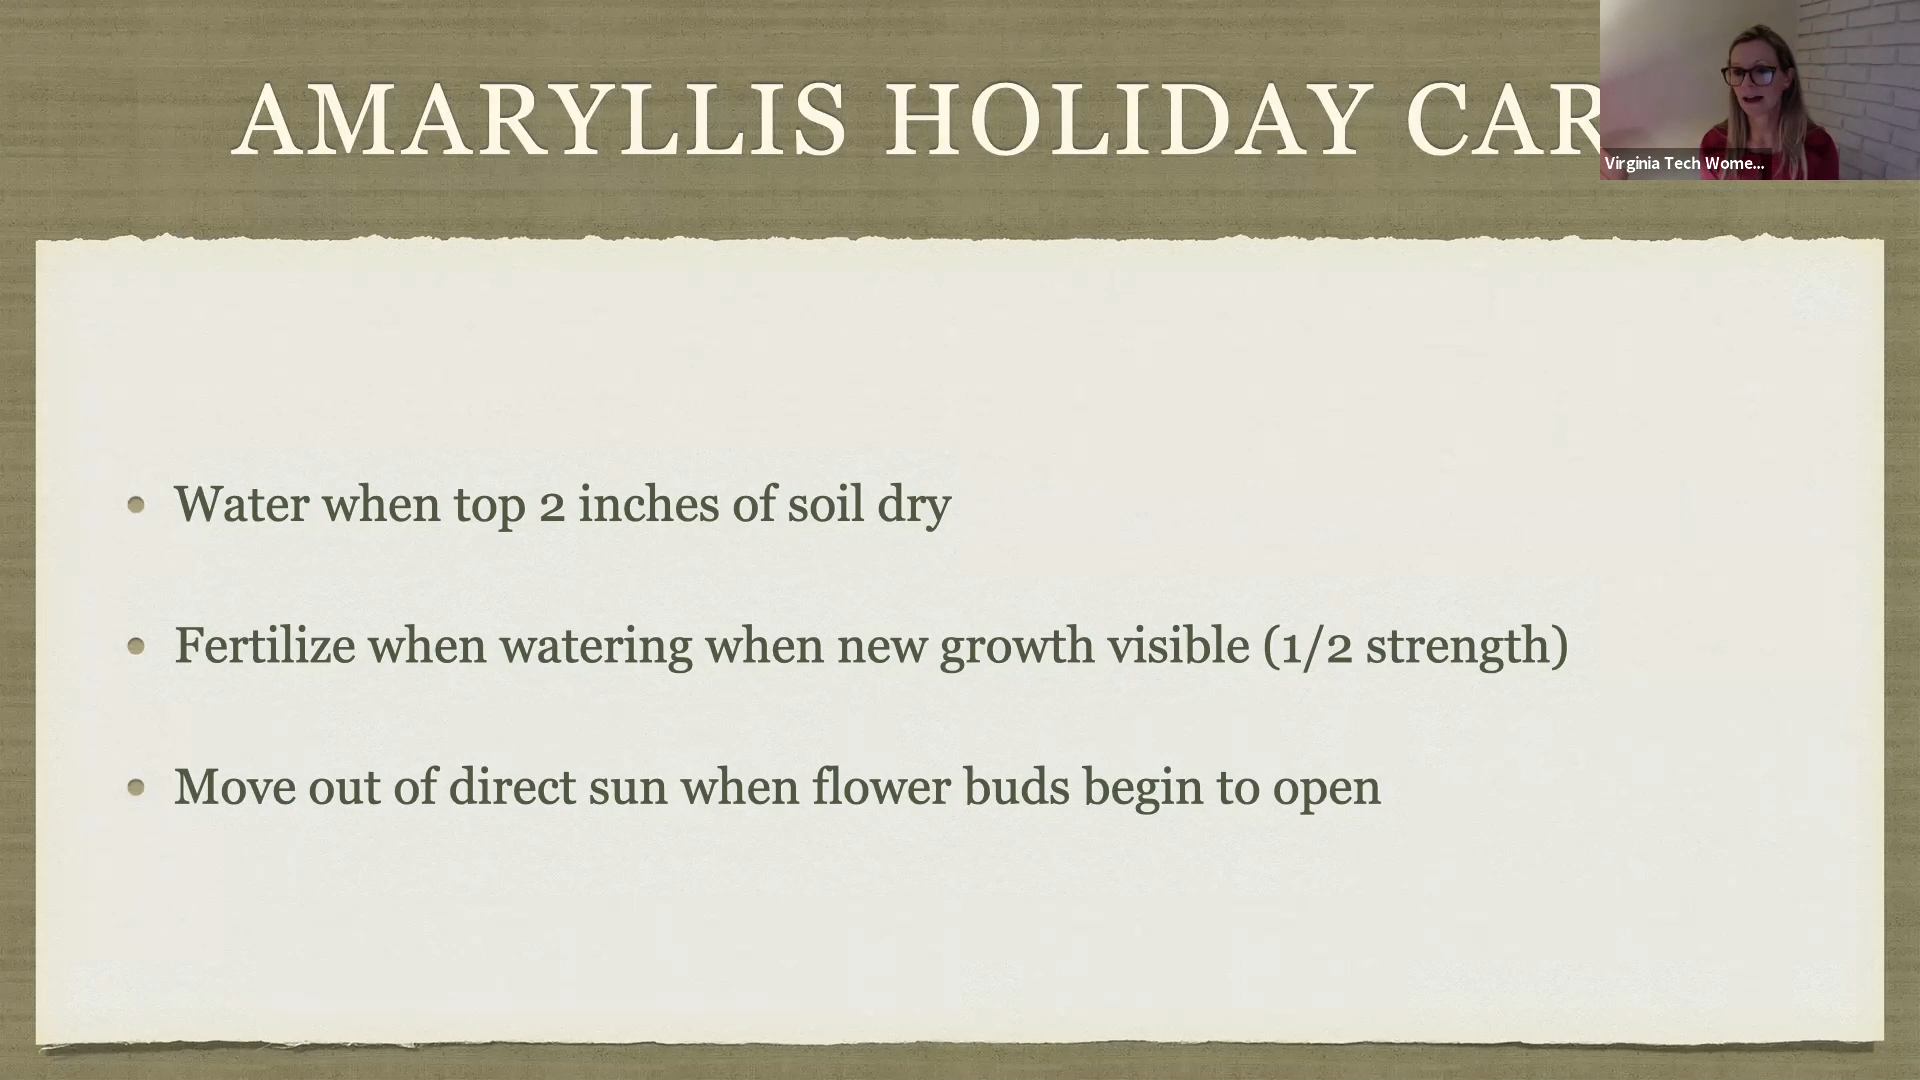 AMARYLLIS HOLIDAY CAR
Virginia Tech Wome...
• Water when top 2 inches of soil dry
• Fertilize when watering when new growth visible (1/2 strength)
• Move out of direct sun when flower buds begin to open